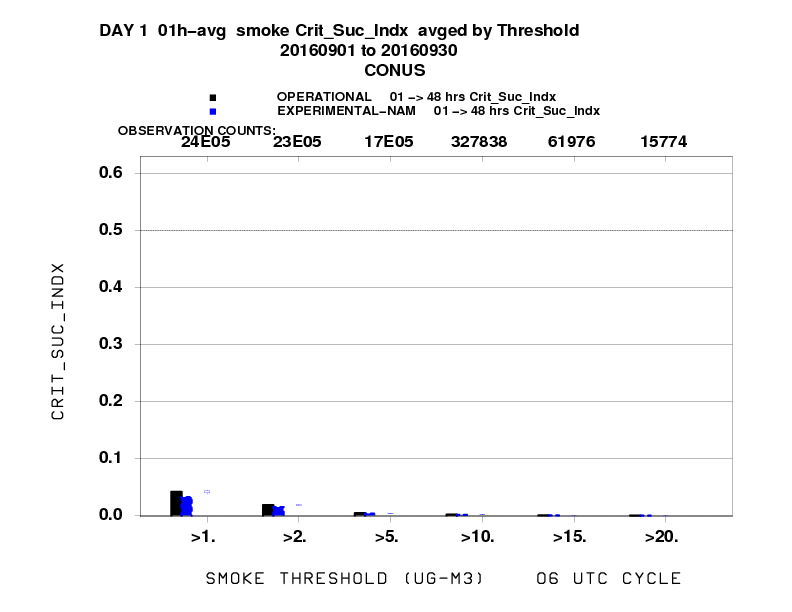 DAY 1 01h-avg smoke Crit_Suc_Indx avged by Threshold
20160901 to 20160930
CONUS
OPERATIONAL 01 -> 48 hrs Crit_Suc_Indx
EXPERIMENTAL-NAM 01 -> 48 hrs Crit_Suc_Indx
OBSERVATION COUNTS:
24E05 23E05 17E05 327838 61976 15774
0.6
0.5
0.4
0.3
0.2
0.1
0.0
CRIT_SUC_INDX
>1. >2. >5. >10. >15. >20.
SMOKE THRESHOLD (UG-M3) 06 UTC CYCLE